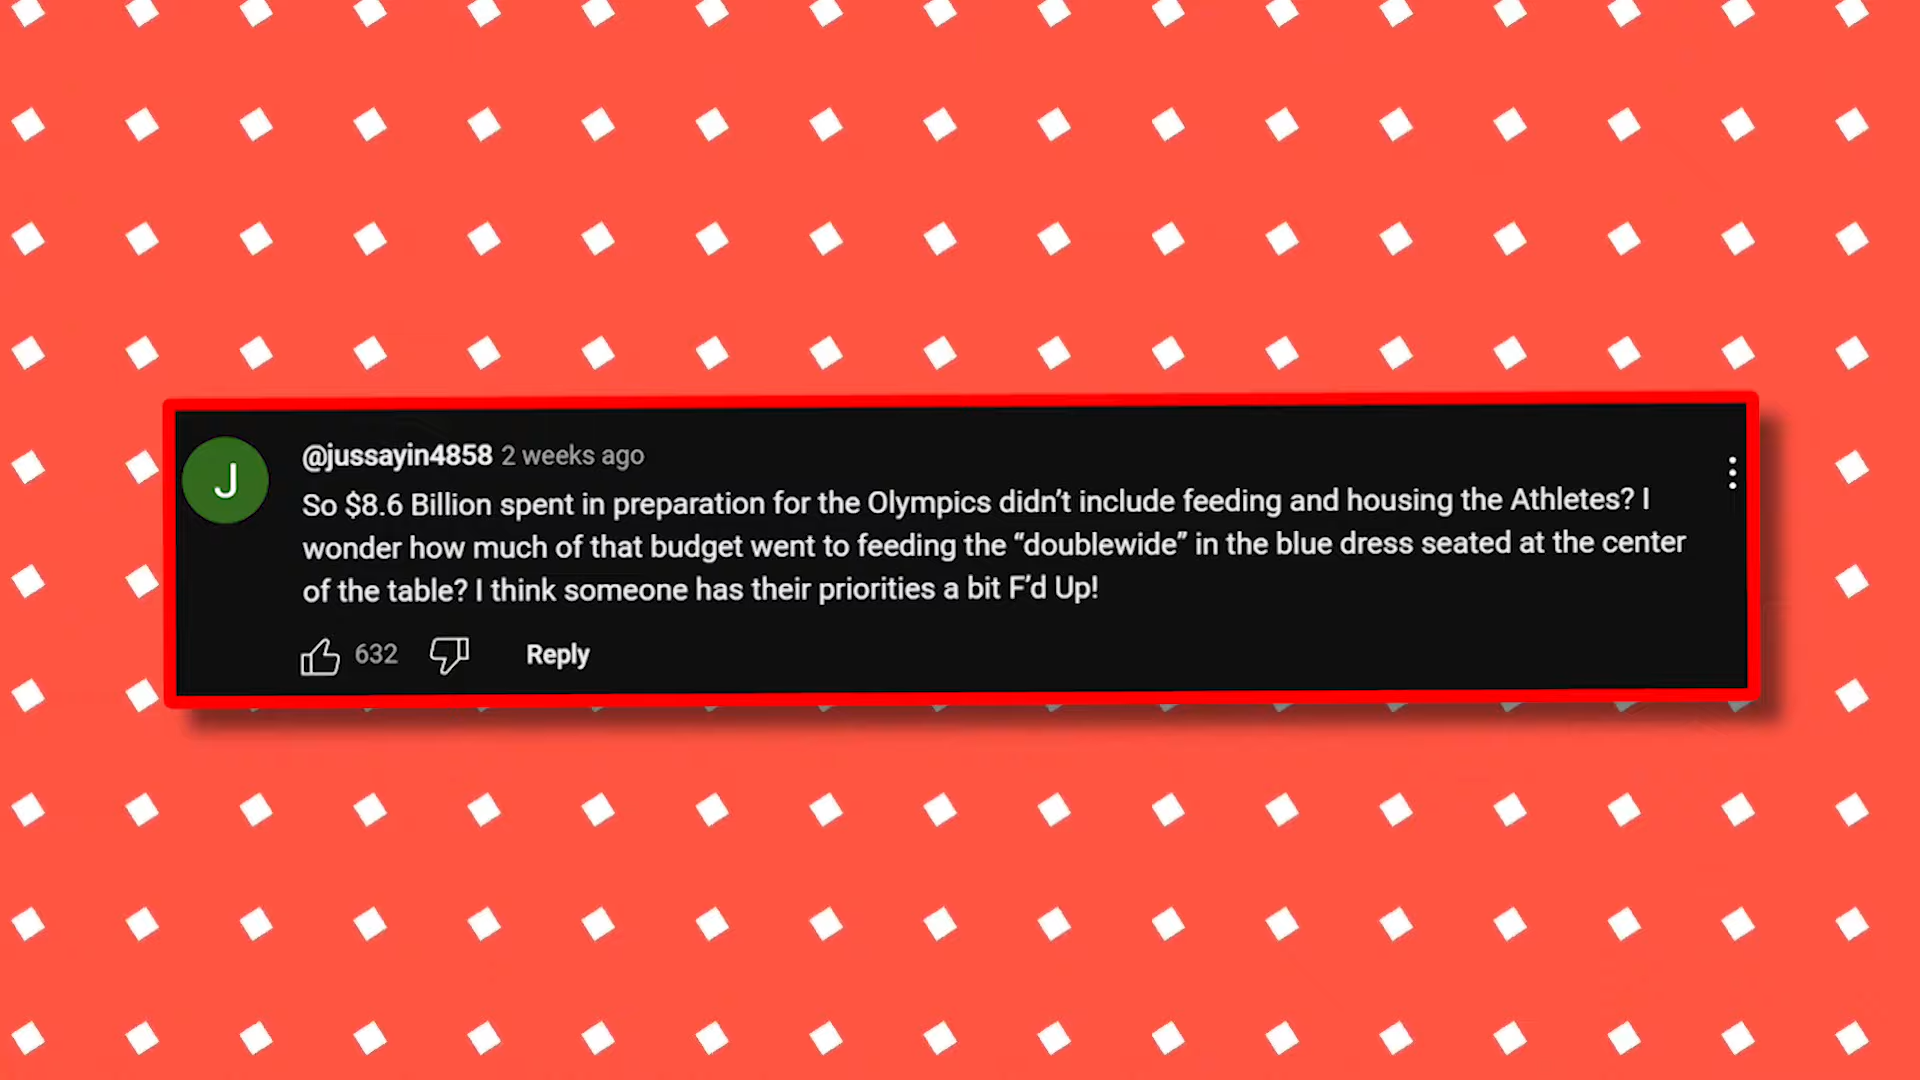 J
@jussayin4858 2 weeks ago
So $8.6 Billion spent in preparation for the Olympics didn’t include feeding and housing the Athletes? I
wonder how much of that budget went to feeding the “doublewide” in the blue dress seated at the center
of the table? I think someone has their priorities a bit F’d Up!
632 Reply